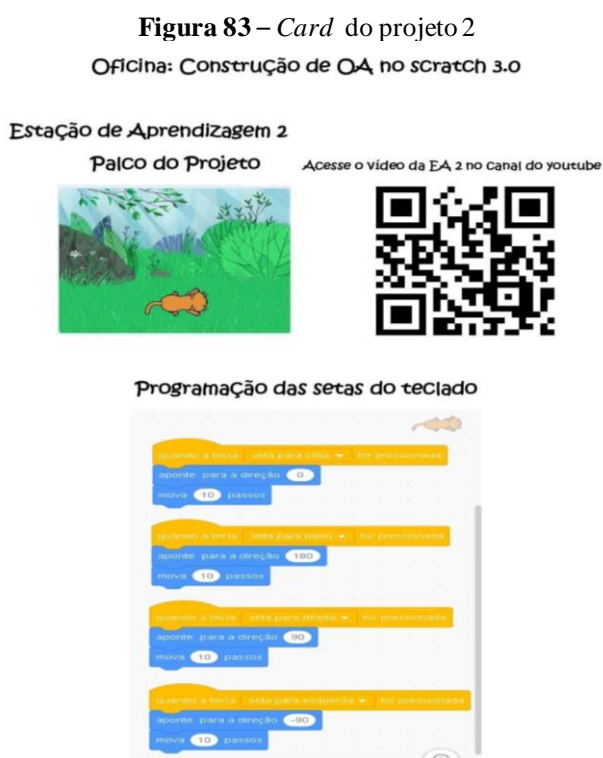 Figura 83 – Card do projeto 2
Oficina: Construção de OA no scratch 3.0
Estação de Aprendizagem 2
Palco do Projeto
Acesse o vídeo da EA 2 no canal do youtube
Programação das setas do teclado
quando a tecla seta para cima for pressionada
aponte para a direção 0
mova 10 passos
quando a tecla seta para baixo for pressionada
aponte para a direção 180
mova 10 passos
quando a tecla seta para direita for pressionada
aponte para a direção 90
mova 10 passos
quando a tecla seta para esquerda for pressionada
aponte para a direção -90
mova 10 passos